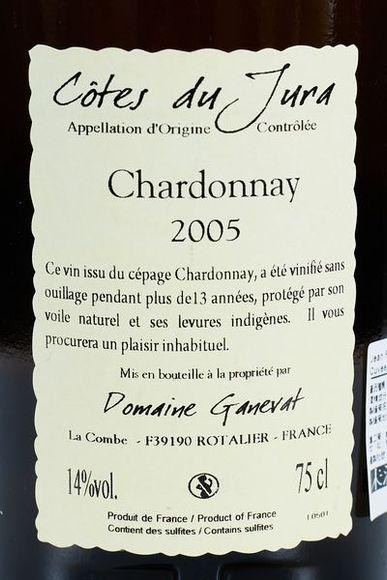 Côtes du Jura
Appellation d'Origine Contrôlée
Chardonnay
2005
Ce vin issu du cépage Chardonnay, a été vinifié sans
ouillage pendant plus de13 années, protégé par son
voile naturel et ses levures indigènes. Il vous
procurera un plaisir inhabituel.
Mis en bouteille à la propriété par
Domaine Ganevat
La Combe - F39190 ROTALIER - FRANCE
14%vol.
75 cl
Produit de France / Product of France
Contient des sulfites / Contains sulfites
L0501
Jean
Cuvée